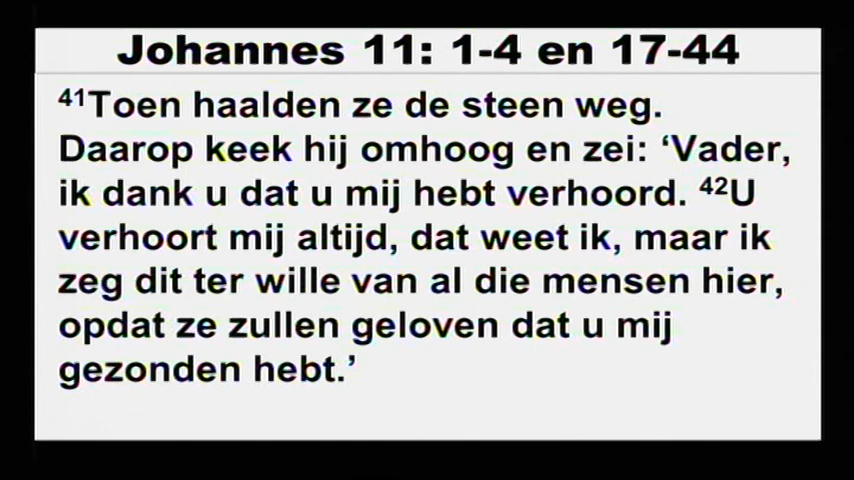 Johannes 11: 1-4 en 17-44
⁴¹Toen haalden ze de steen weg.
Daarop keek hij omhoog en zei: ‘Vader,
ik dank u dat u mij hebt verhoord. ⁴²U
verhoort mij altijd, dat weet ik, maar ik
zeg dit ter wille van al die mensen hier,
opdat ze zullen geloven dat u mij
gezonden hebt.’